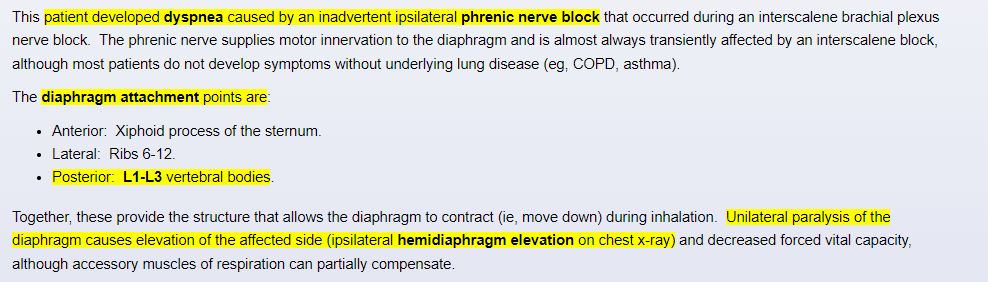 This patient developed dyspnea caused by an inadvertent ipsilateral phrenic nerve block that occurred during an interscalene brachial plexus
nerve block. The phrenic nerve supplies motor innervation to the diaphragm and is almost always transiently affected by an interscalene block,
although most patients do not develop symptoms without underlying lung disease (eg, COPD, asthma).
The diaphragm attachment points are:
• Anterior: Xiphoid process of the sternum.
• Lateral: Ribs 6-12.
• Posterior: L1-L3 vertebral bodies.
Together, these provide the structure that allows the diaphragm to contract (ie, move down) during inhalation. Unilateral paralysis of the
diaphragm causes elevation of the affected side (ipsilateral hemidiaphragm elevation on chest x-ray) and decreased forced vital capacity,
although accessory muscles of respiration can partially compensate.